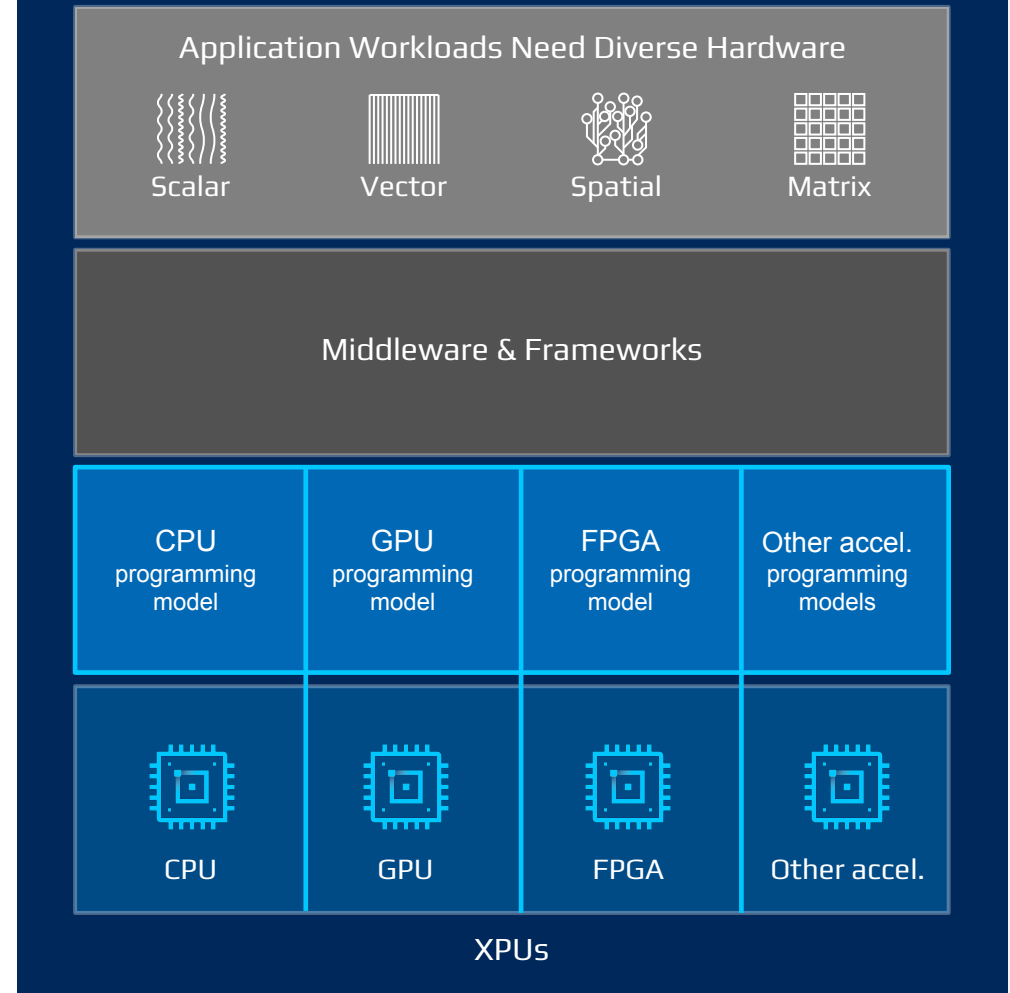 Application Workloads Need Diverse Hardware
Scalar
Vector
Spatial
Matrix
Middleware & Frameworks
CPU
programming
model
GPU
programming
model
FPGA
programming
model
Other accel.
programming
models
CPU
GPU
FPGA
Other accel.
XPUs